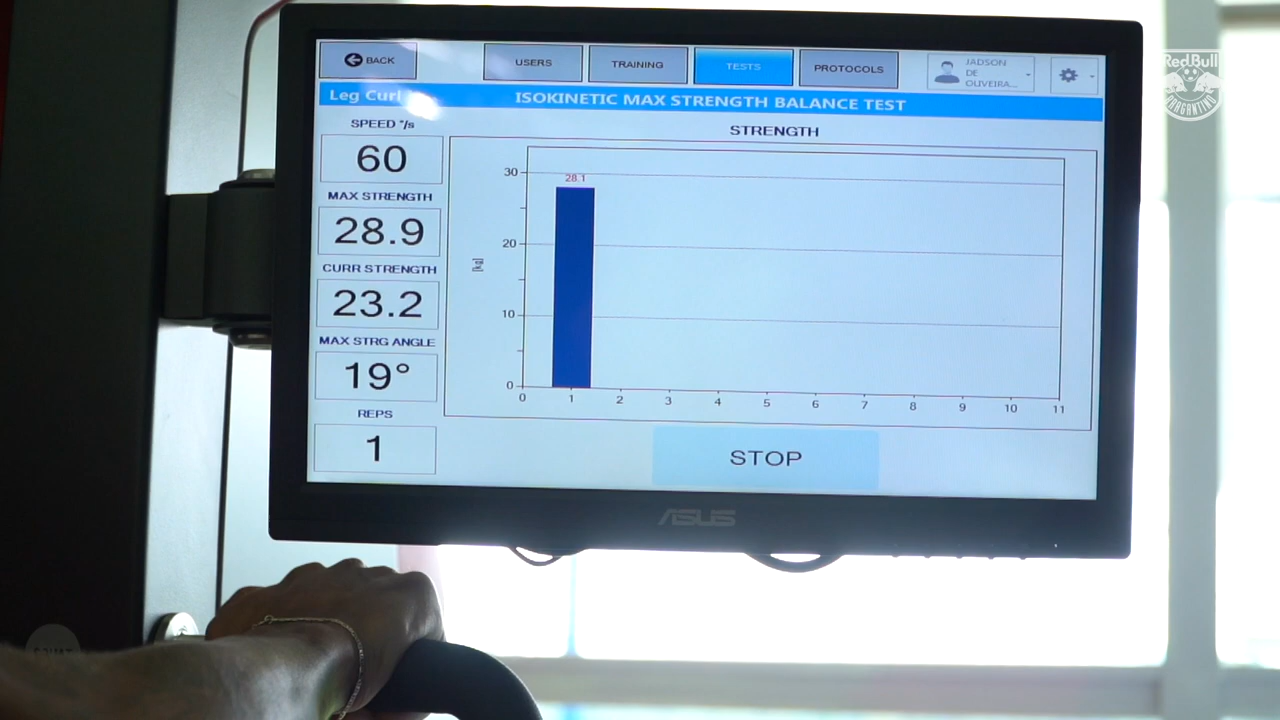 BACK
USERS
TRAINING
TESTS
PROTOCOLS
JADSON
DE
OLIVEIRA...
RedBull
BRAGANTINO
Leg Curl
ISOKINETIC MAX STRENGTH BALANCE TEST
SPEED °/s
60
MAX STRENGTH
28.9
CURR STRENGTH
23.2
MAX STRG ANGLE
19°
REPS
1
STRENGTH
[kg]
30
20
10
0
28.1
0 1 2 3 4 5 6 7 8 9 10 11
STOP
ASUS